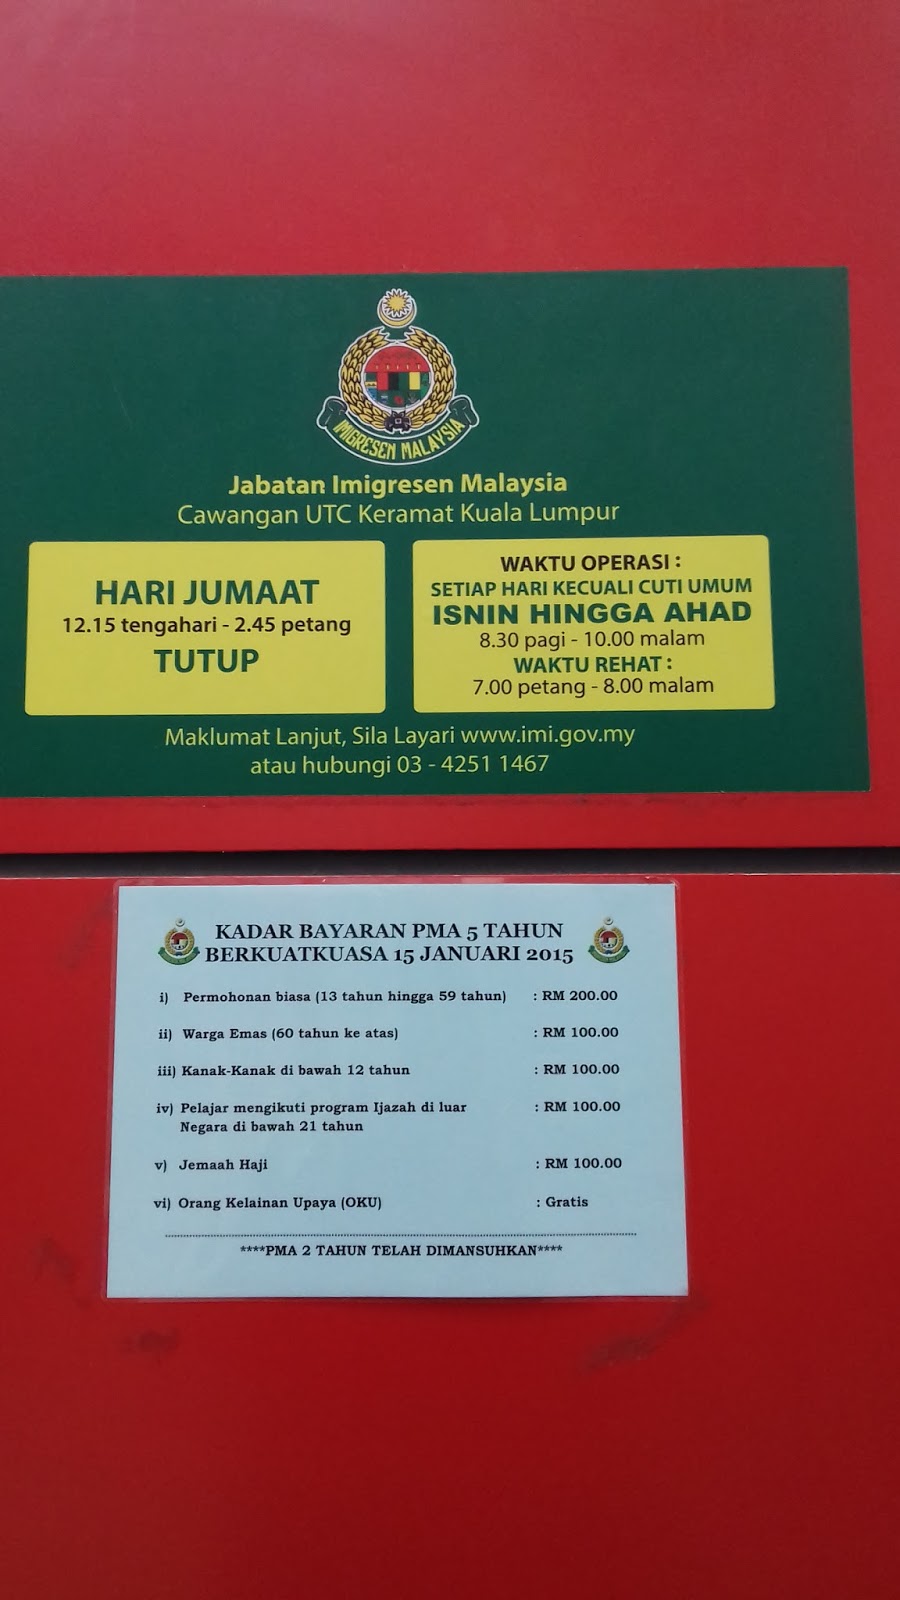 IMIGRESEN MALAYSIA
Jabatan Imigresen Malaysia
Cawangan UTC Keramat Kuala Lumpur
HARI JUMAAT
12.15 tengahari - 2.45 petang
TUTUP
WAKTU OPERASI :
SETIAP HARI KECUALI CUTI UMUM
ISNIN HINGGA AHAD
8.30 pagi - 10.00 malam
WAKTU REHAT :
7.00 petang - 8.00 malam
Maklumat Lanjut, Sila Layari www.imi.gov.my
atau hubungi 03 - 4251 1467
KADAR BAYARAN PMA 5 TAHUN
BERKUATKUASA 15 JANUARI 2015
i) Permohonan biasa (13 tahun hingga 59 tahun) : RM 200.00
ii) Warga Emas (60 tahun ke atas) : RM 100.00
iii) Kanak-Kanak di bawah 12 tahun : RM 100.00
iv) Pelajar mengikuti program Ijazah di luar : RM 100.00
Negara di bawah 21 tahun
v) Jemaah Haji : RM 100.00
vi) Orang Kelainan Upaya (OKU) : Gratis
****PMA 2 TAHUN TELAH DIMANSUHKAN****